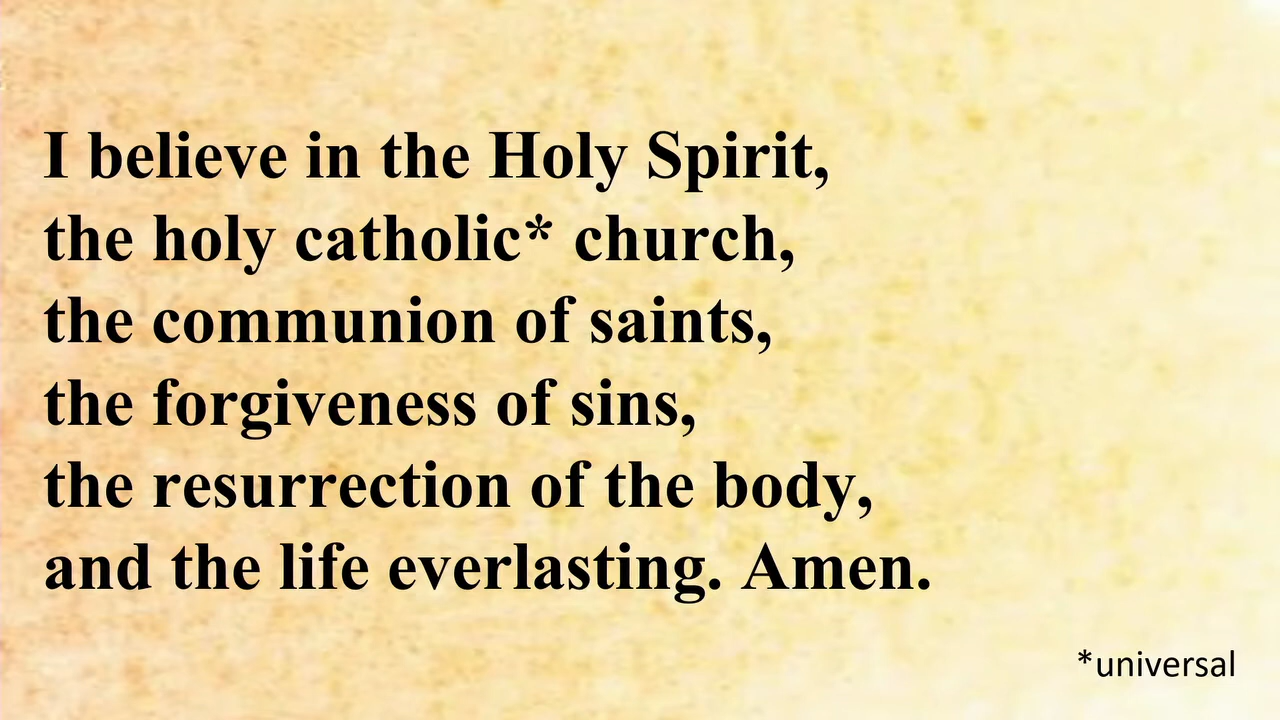 I believe in the Holy Spirit,
the holy catholic* church,
the communion of saints,
the forgiveness of sins,
the resurrection of the body,
and the life everlasting. Amen.
*universal